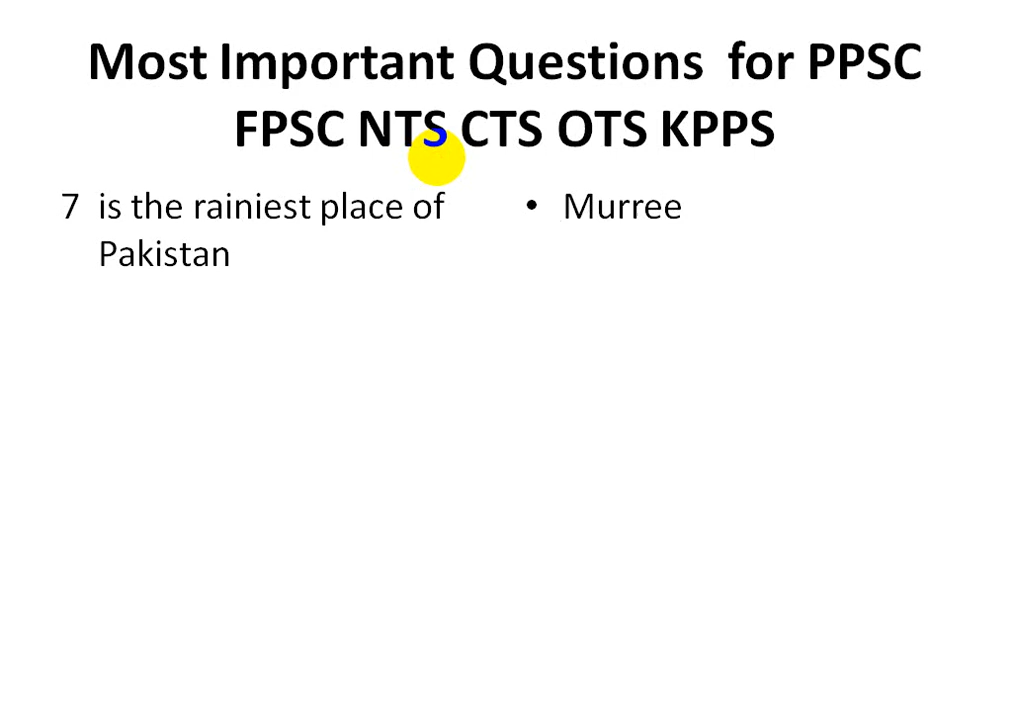 Most Important Questions for PPSC
FPSC NTS CTS OTS KPPS
7 is the rainiest place of
Pakistan
• Murree